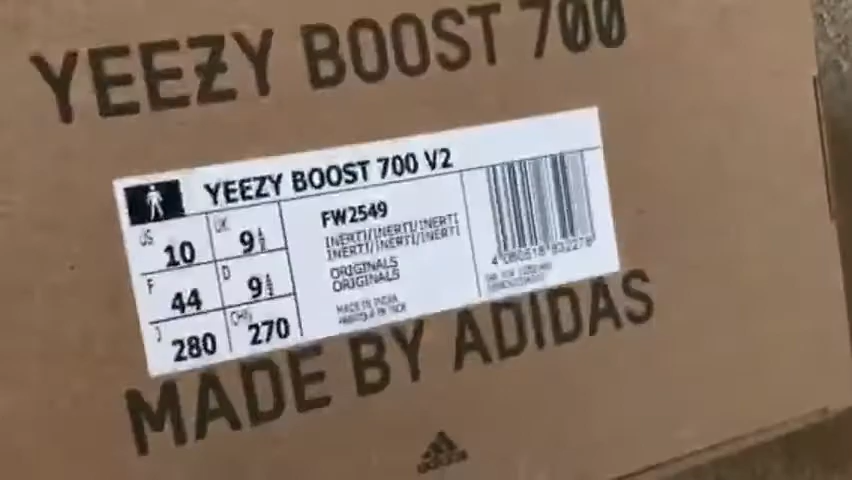 YEEZY BOOST 700
YEEZY BOOST 700 V2
US 10 UK 9½
F 44 D 9½
J 280 CHN 270
FW2549
INERTI/INERTI/INERTI
INERTI/INERTI/INERTI
ORIGINALS
ORIGINALS
MADE IN INDIA
MADE BY ADIDAS
adidas